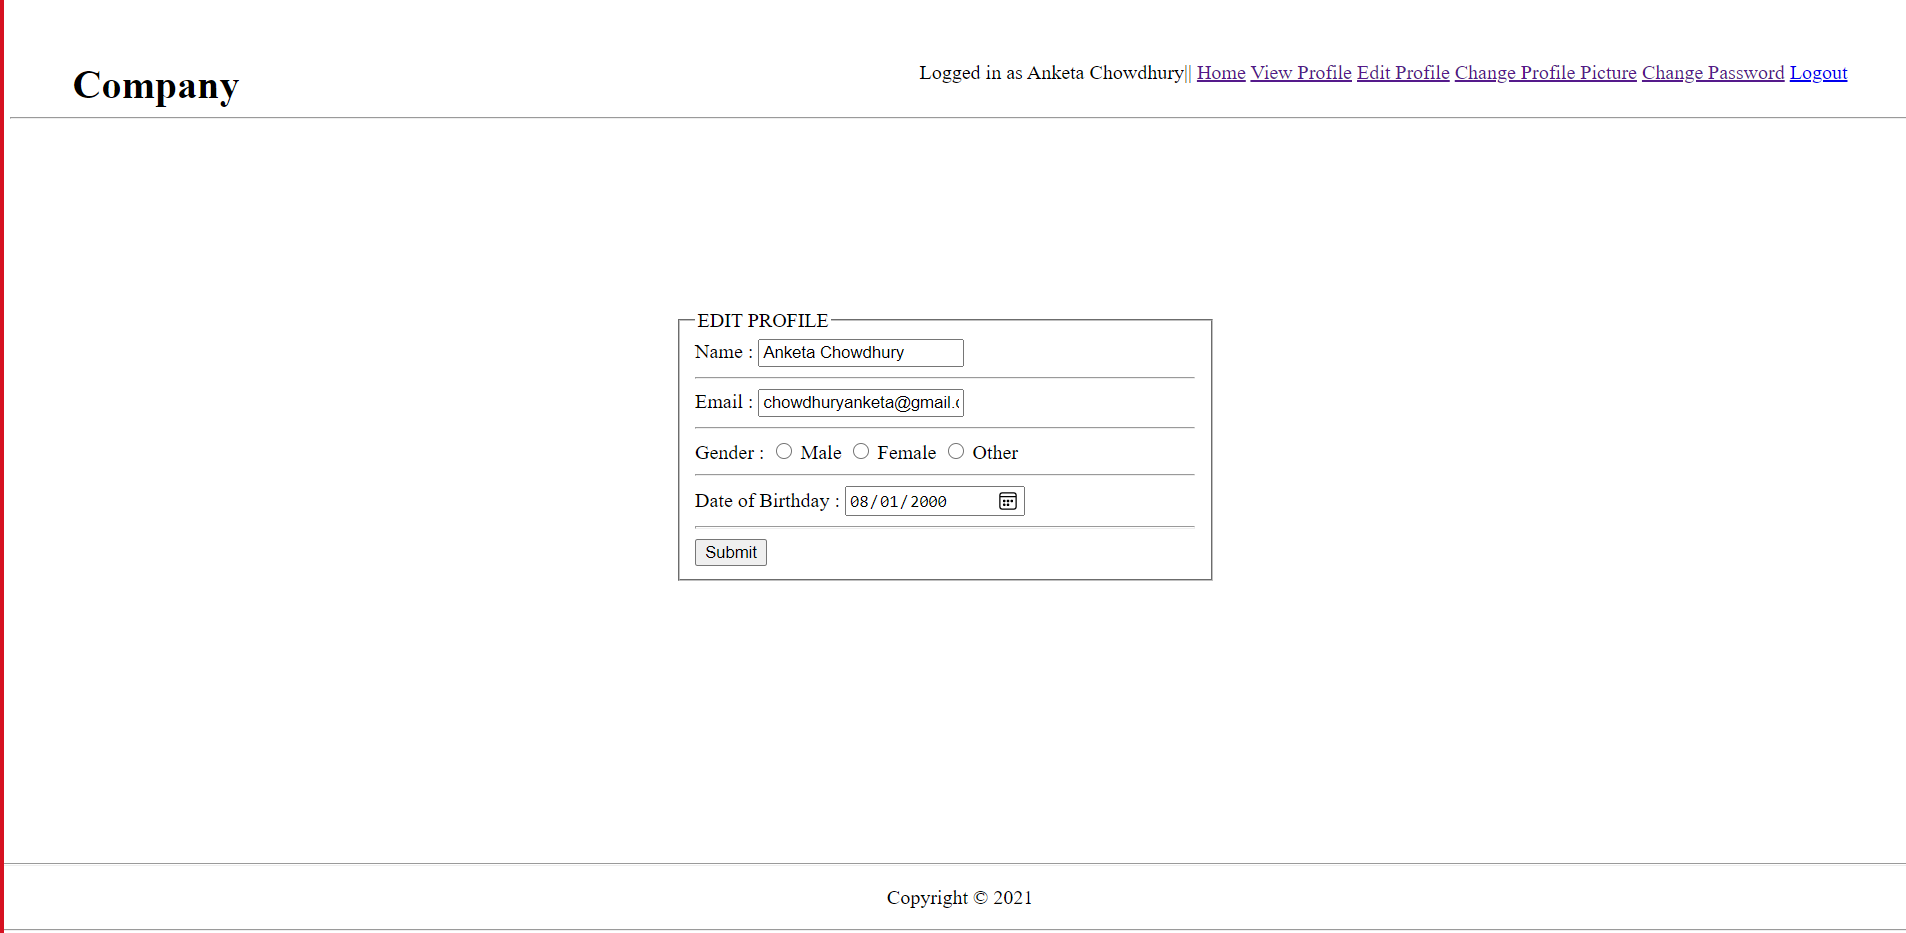 Company
Logged in as Anketa Chowdhury|| Home View Profile Edit Profile Change Profile Picture Change Password Logout
EDIT PROFILE
Name : Anketa Chowdhury
Email : chowdhuryanketa@gmail.c
Gender : Male Female Other
Date of Birthday : 08/01/2000
Submit
Copyright © 2021